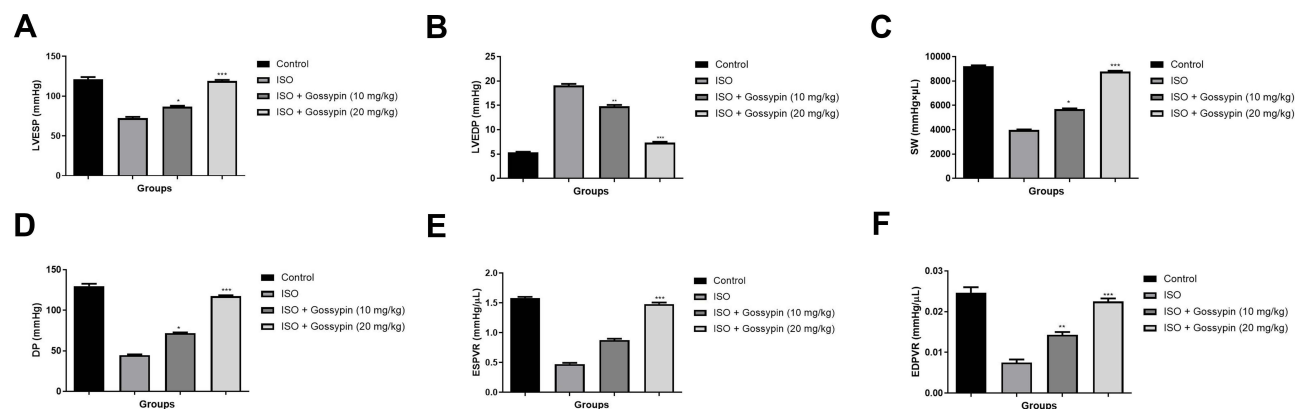 A
LVESP (mmHg)
150
100
50
0
*
***
Groups
Control
ISO
ISO + Gossypin (10 mg/kg)
ISO + Gossypin (20 mg/kg)
B
LVEDP (mmHg)
25
20
15
10
5
0
**
***
Groups
Control
ISO
ISO + Gossypin (10 mg/kg)
ISO + Gossypin (20 mg/kg)
C
SW (mmHg×µL)
10000
8000
6000
4000
2000
0
*
***
Groups
Control
ISO
ISO + Gossypin (10 mg/kg)
ISO + Gossypin (20 mg/kg)
D
DP (mmHg)
150
100
50
0
*
***
Groups
Control
ISO
ISO + Gossypin (10 mg/kg)
ISO + Gossypin (20 mg/kg)
E
ESPVR (mmHg/µL)
2.0
1.5
1.0
0.5
0.0
***
Groups
Control
ISO
ISO + Gossypin (10 mg/kg)
ISO + Gossypin (20 mg/kg)
F
EDPVR (mmHg/µL)
0.03
0.02
0.01
0.00
**
***
Groups
Control
ISO
ISO + Gossypin (10 mg/kg)
ISO + Gossypin (20 mg/kg)